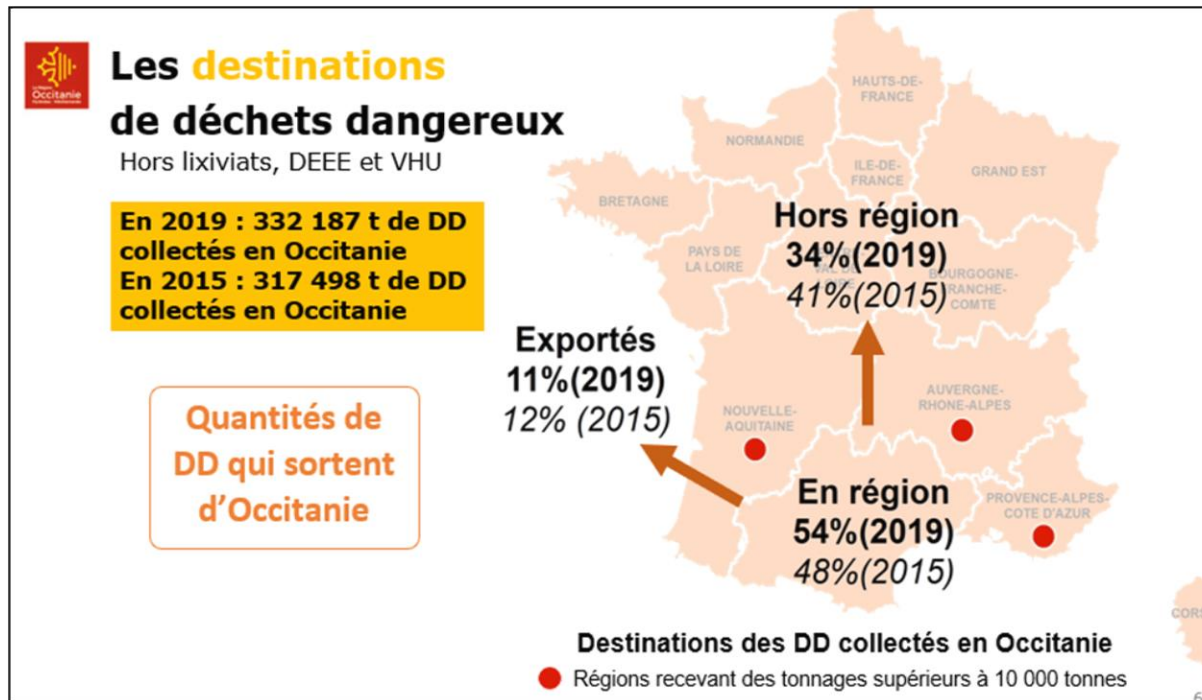 Occitanie
Les destinations
de déchets dangereux
Hors lixiviats, DEEE et VHU
En 2019 : 332 187 t de DD
collectés en Occitanie
En 2015 : 317 498 t de DD
collectés en Occitanie
Quantités de
DD qui sortent
d'Occitanie
HAUTS-DE-
FRANCE
NORMANDIE
ILE-DE-
FRANCE
GRAND EST
BRETAGNE
PAYS DE
LA LOIRE
VAL DE
BOURGOGNE-
FRANCHE-
COMTE
Hors région
34%(2019)
41%(2015)
Exportés
11%(2019)
12% (2015)
NOUVELLE-
AQUITAINE
AUVERGNE-
RHONE-ALPES
En région
54%(2019)
48%(2015)
PROVENCE-ALPES-
COTE D'AZUR
CORS
Destinations des DD collectés en Occitanie
Régions recevant des tonnages supérieurs à 10 000 tonnes